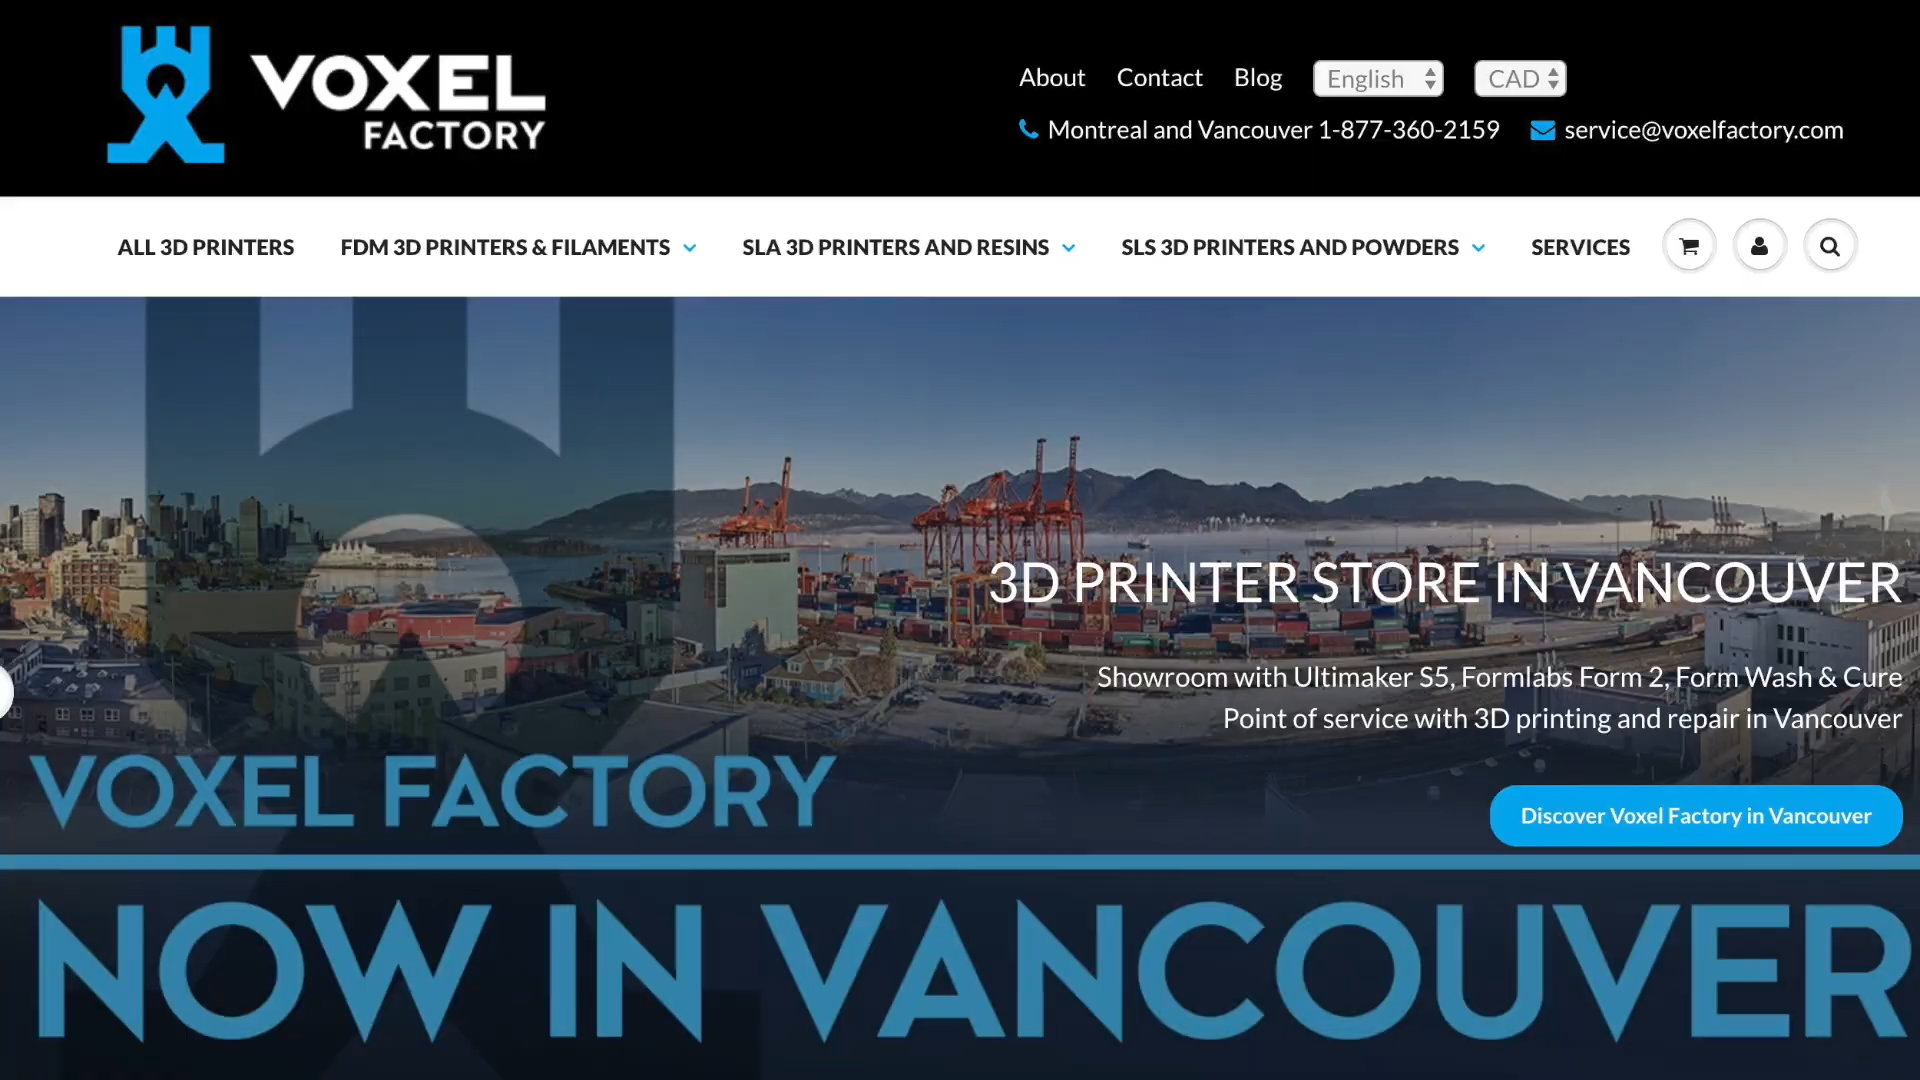 VOXEL
FACTORY
About Contact Blog English CAD
Montreal and Vancouver 1-877-360-2159 service@voxelfactory.com
ALL 3D PRINTERS FDM 3D PRINTERS & FILAMENTS SLA 3D PRINTERS AND RESINS SLS 3D PRINTERS AND POWDERS SERVICES
3D PRINTER STORE IN VANCOUVER
Showroom with Ultimaker S5, Formlabs Form 2, Form Wash & Cure
Point of service with 3D printing and repair in Vancouver
Discover Voxel Factory in Vancouver
VOXEL FACTORY
NOW IN VANCOUVER